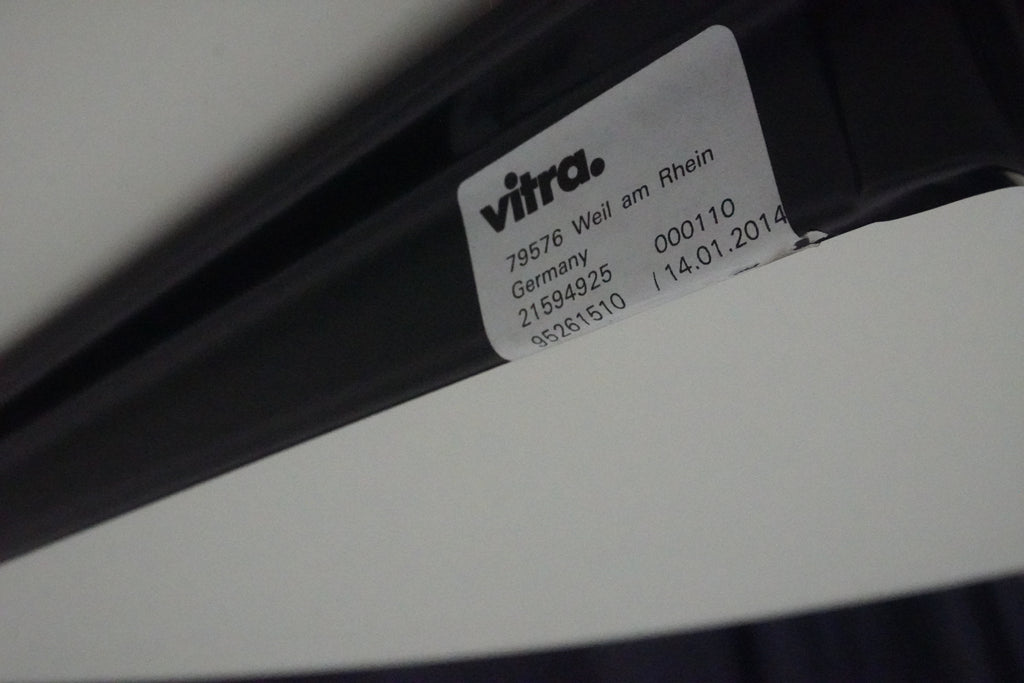 vitra.
79576 Weil am Rhein
Germany
21594925 000110
95261510 / 14.01.2014